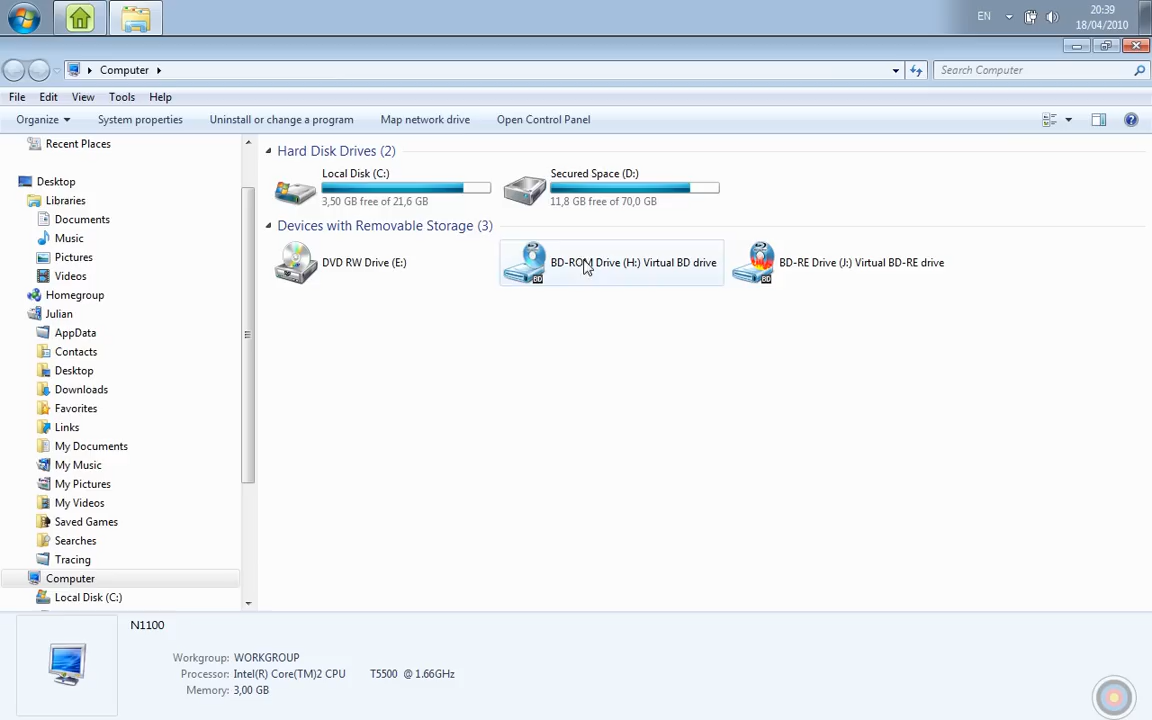 EN
20:39
18/04/2010
Computer
Search Computer
File Edit View Tools Help
Organize System properties Uninstall or change a program Map network drive Open Control Panel
Recent Places
Desktop
Libraries
Documents
Music
Pictures
Videos
Homegroup
Julian
AppData
Contacts
Desktop
Downloads
Favorites
Links
My Documents
My Music
My Pictures
My Videos
Saved Games
Searches
Tracing
Computer
Local Disk (C:)
Hard Disk Drives (2)
Local Disk (C:)
3,50 GB free of 21,6 GB
Secured Space (D:)
11,8 GB free of 70,0 GB
Devices with Removable Storage (3)
DVD RW Drive (E:)
BD-ROM Drive (H:) Virtual BD drive
BD
BD-RE Drive (J:) Virtual BD-RE drive
BD
N1100
Workgroup: WORKGROUP
Processor: Intel(R) Core(TM)2 CPU T5500 @ 1.66GHz
Memory: 3,00 GB